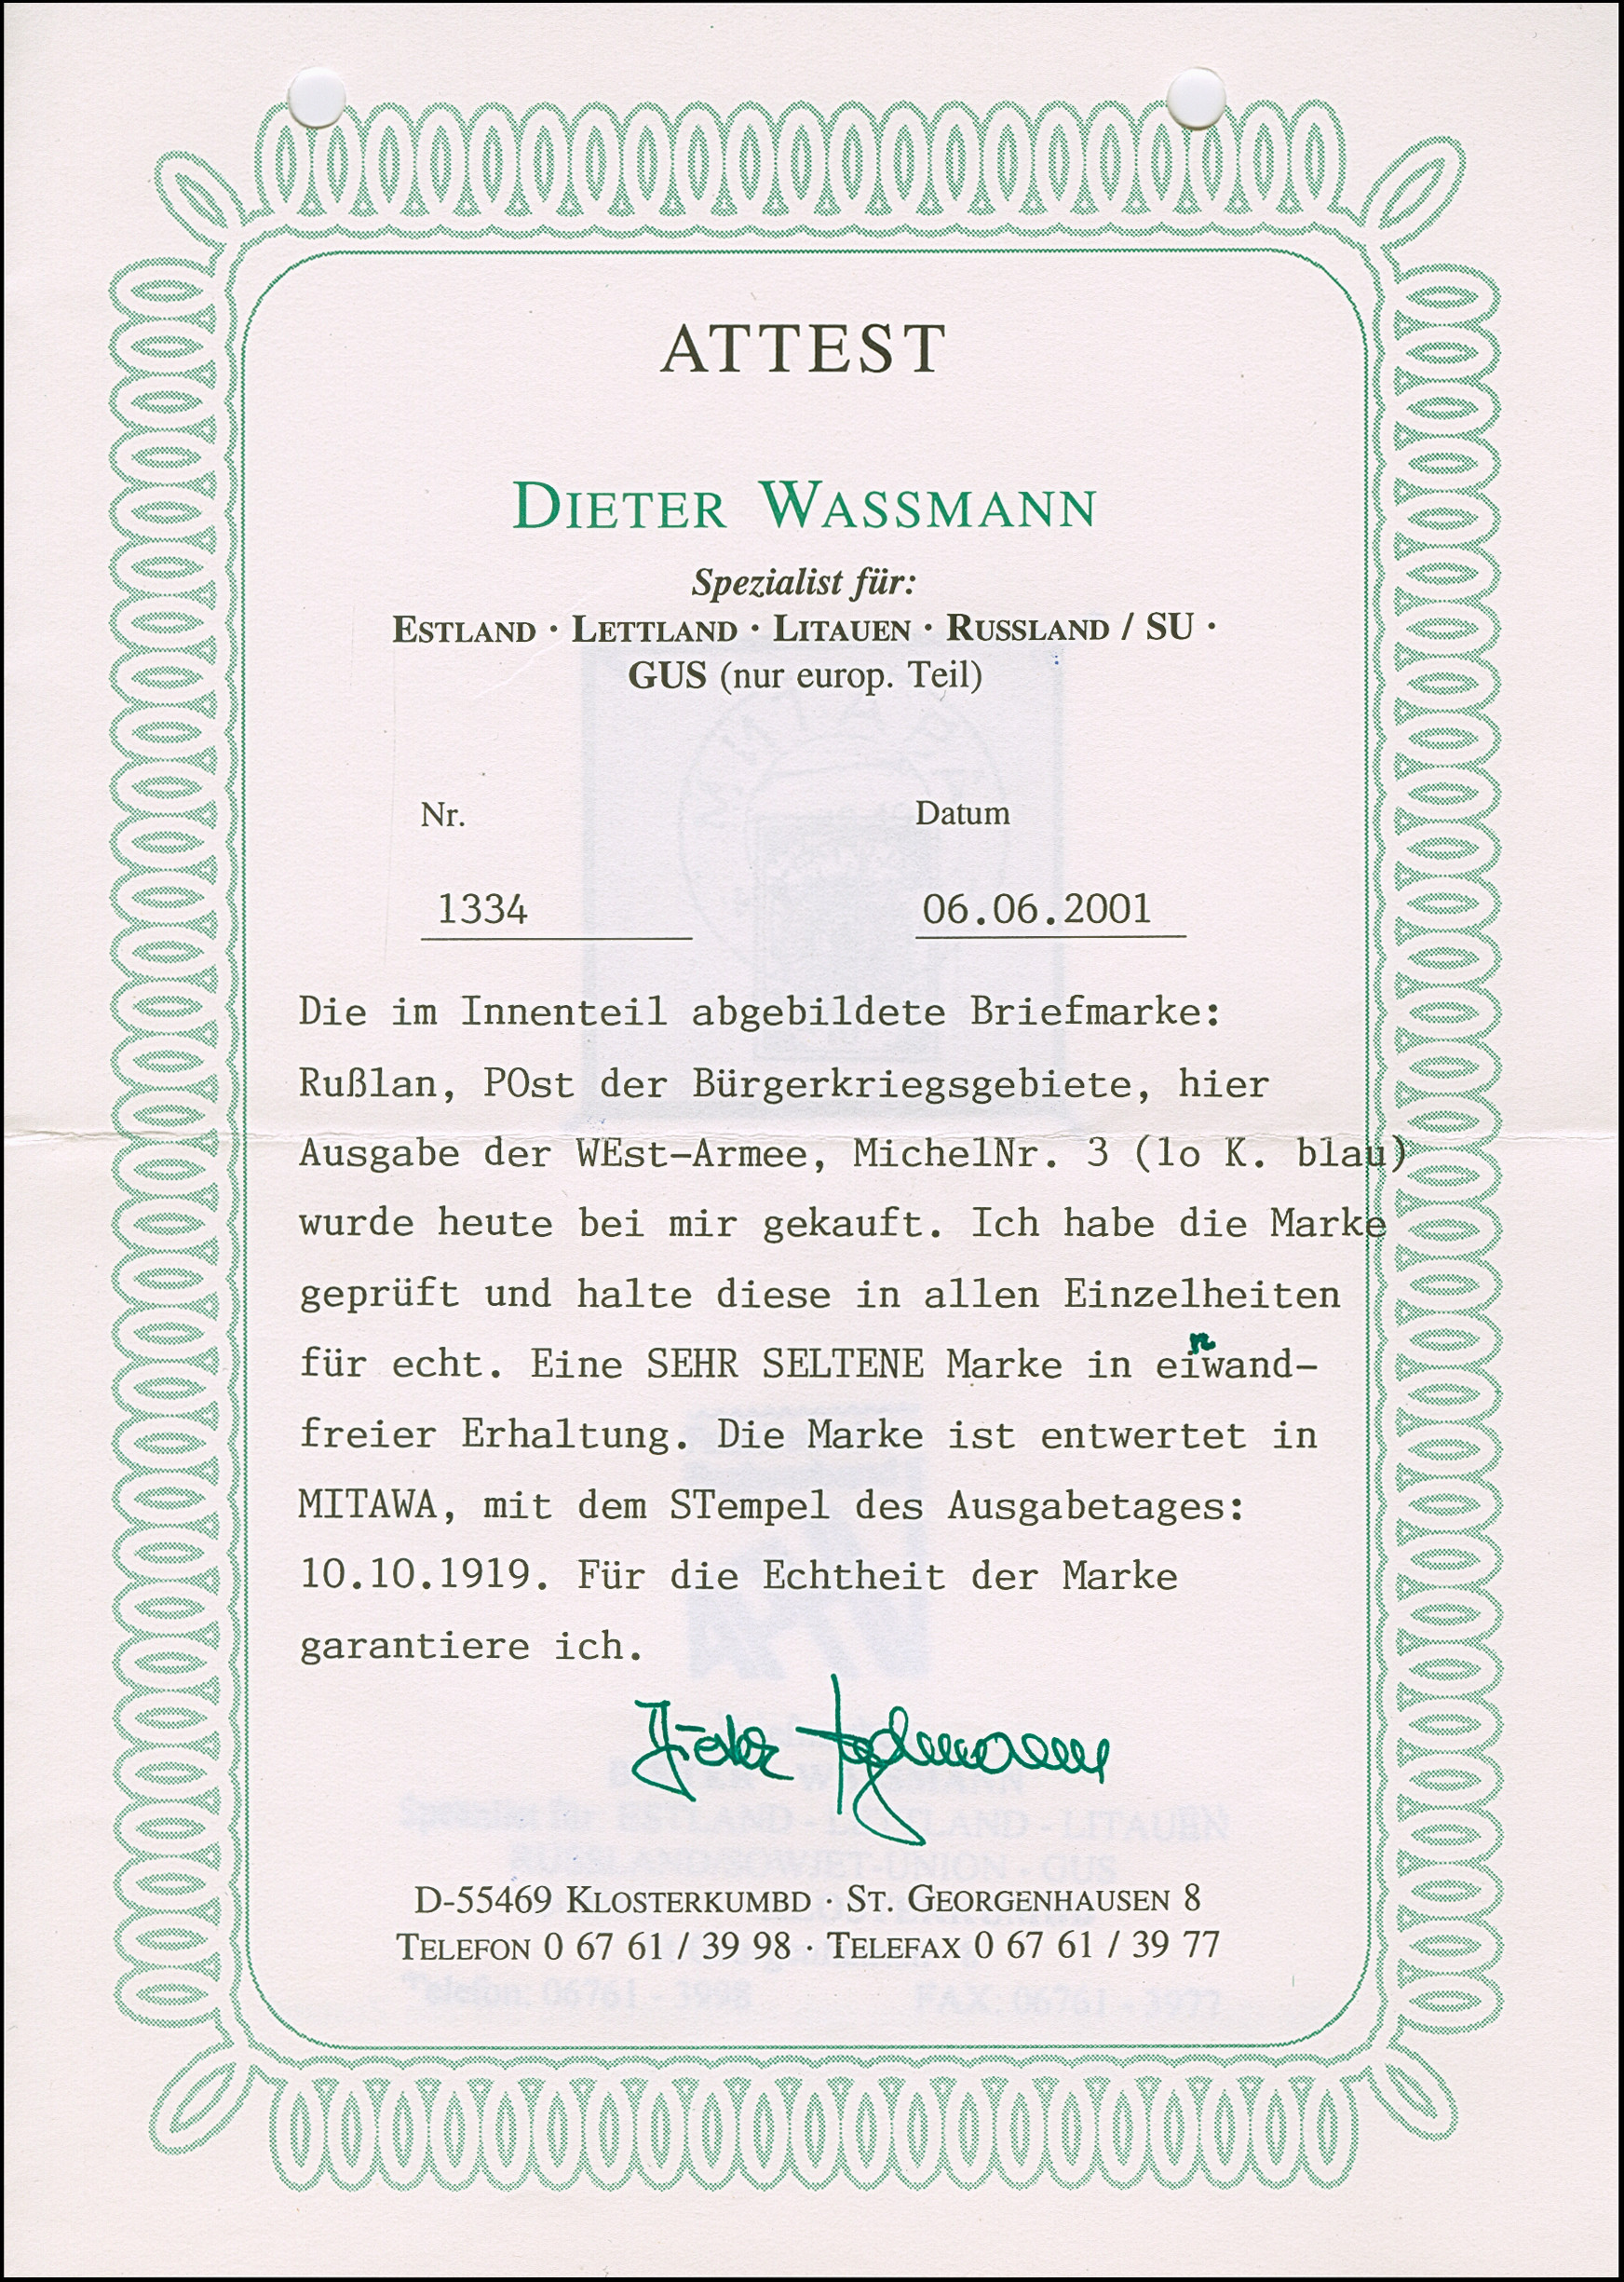 ATTEST
DIETER WASSMANN
Spezialist für:
ESTLAND · LETTLAND · LITAUEN · RUSSLAND / SU ·
GUS (nur europ. Teil)
Nr. Datum
1334 06.06.2001
Die im Innenteil abgebildete Briefmarke:
Rußlan, POst der Bürgerkriegsgebiete, hier
Ausgabe der WEst-Armee, MichelNr. 3 (lo K. blau)
wurde heute bei mir gekauft. Ich habe die Marke
geprüft und halte diese in allen Einzelheiten
für echt. Eine SEHR SELTENE Marke in einwand-
freier Erhaltung. Die Marke ist entwertet in
MITAWA, mit dem STempel des Ausgabetages:
10.10.1919. Für die Echtheit der Marke
garantiere ich.
D-55469 KLOSTERKUMBD · ST. GEORGENHAUSEN 8
TELEFON 0 67 61 / 39 98 · TELEFAX 0 67 61 / 39 77